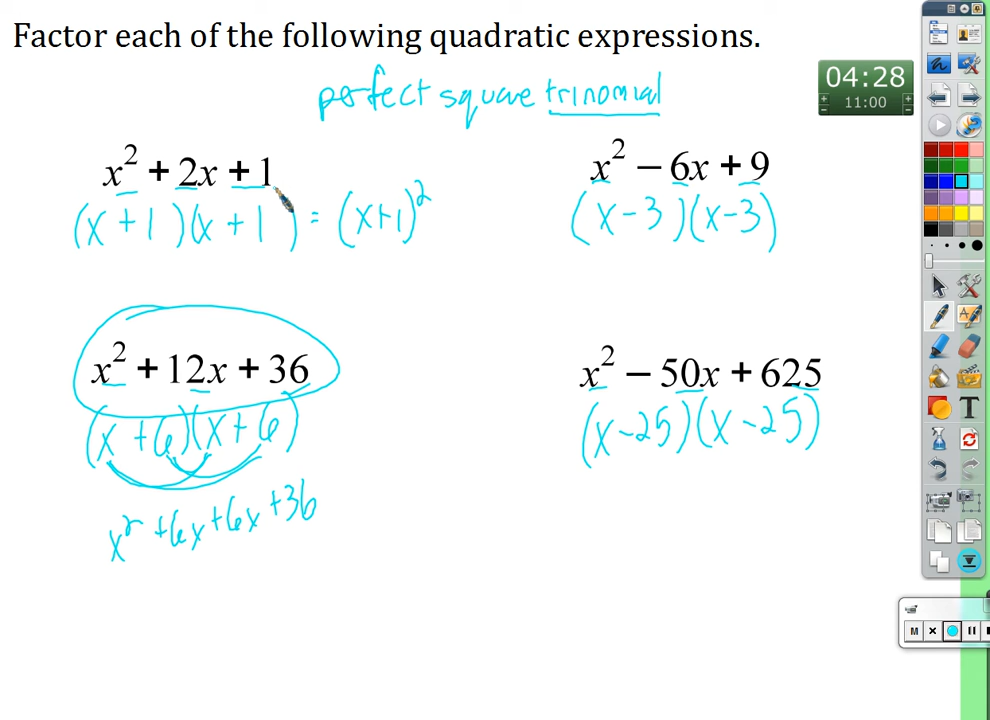 Factor each of the following quadratic expressions.
perfect square trinomial
04:28
11:00
x² + 2x + 1
(x + 1)(x + 1) = (x+1)²
x² − 6x + 9
(x − 3)(x − 3)
x² + 12x + 36
(x + 6)(x + 6)
x² + 6x + 6x + 36
x² − 50x + 625
(x − 25)(x − 25)
T
M